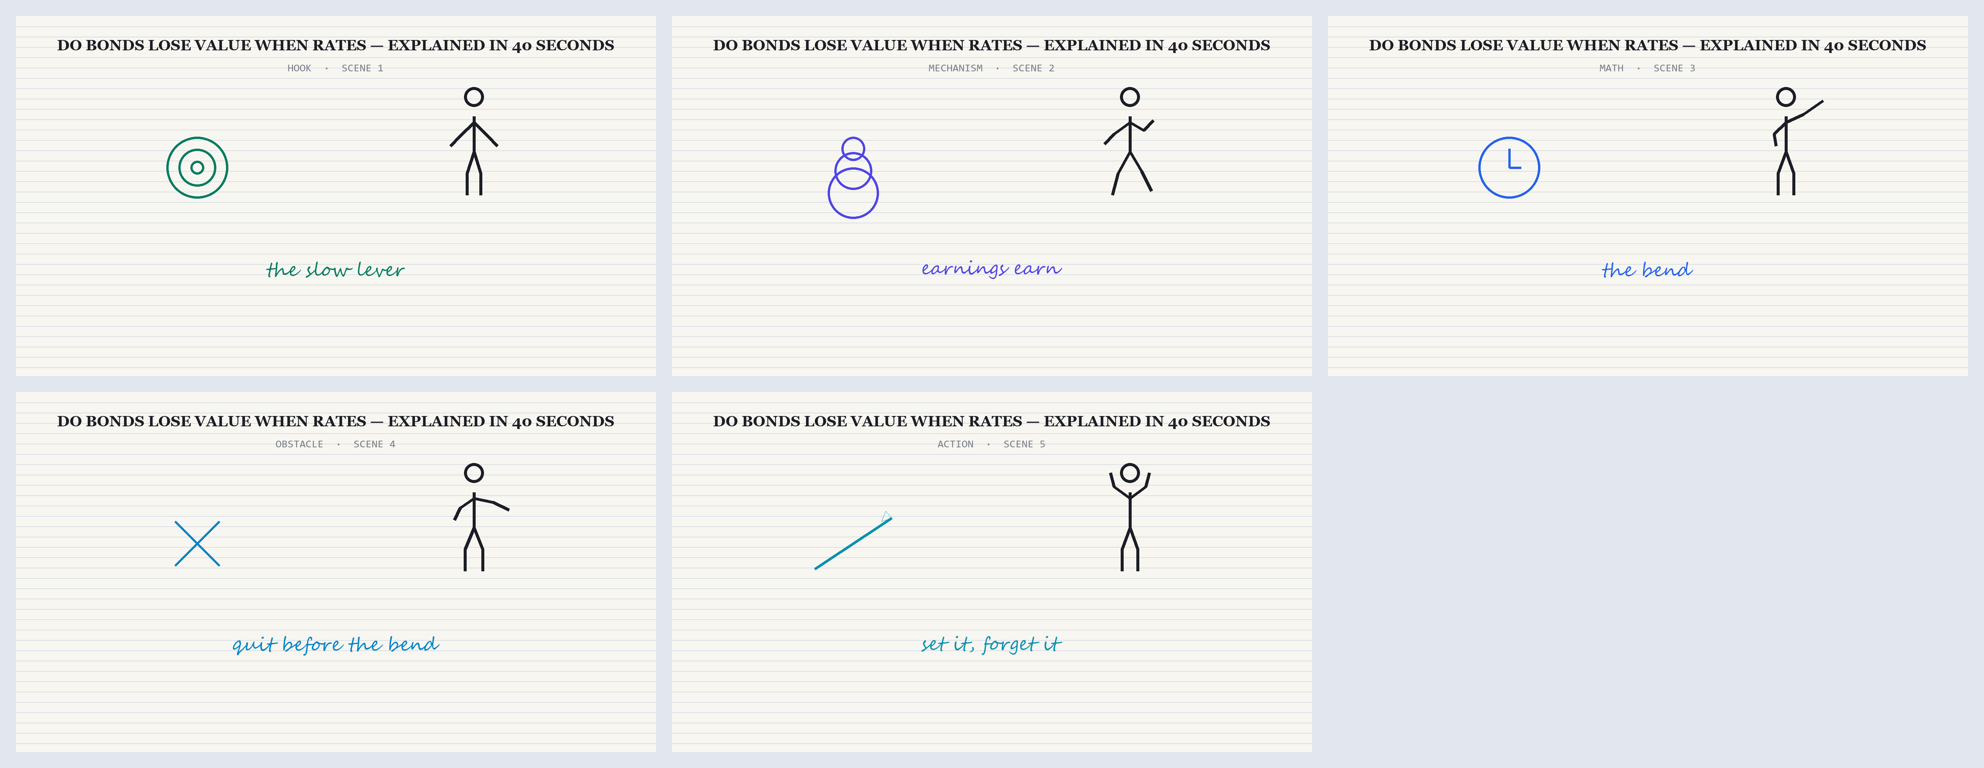 DO BONDS LOSE VALUE WHEN RATES — EXPLAINED IN 40 SECONDS
HOOK · SCENE 1
the slow lever
DO BONDS LOSE VALUE WHEN RATES — EXPLAINED IN 40 SECONDS
MECHANISM · SCENE 2
earnings earn
DO BONDS LOSE VALUE WHEN RATES — EXPLAINED IN 40 SECONDS
MATH · SCENE 3
the bend
DO BONDS LOSE VALUE WHEN RATES — EXPLAINED IN 40 SECONDS
OBSTACLE · SCENE 4
quit before the bend
DO BONDS LOSE VALUE WHEN RATES — EXPLAINED IN 40 SECONDS
ACTION · SCENE 5
set it, forget it